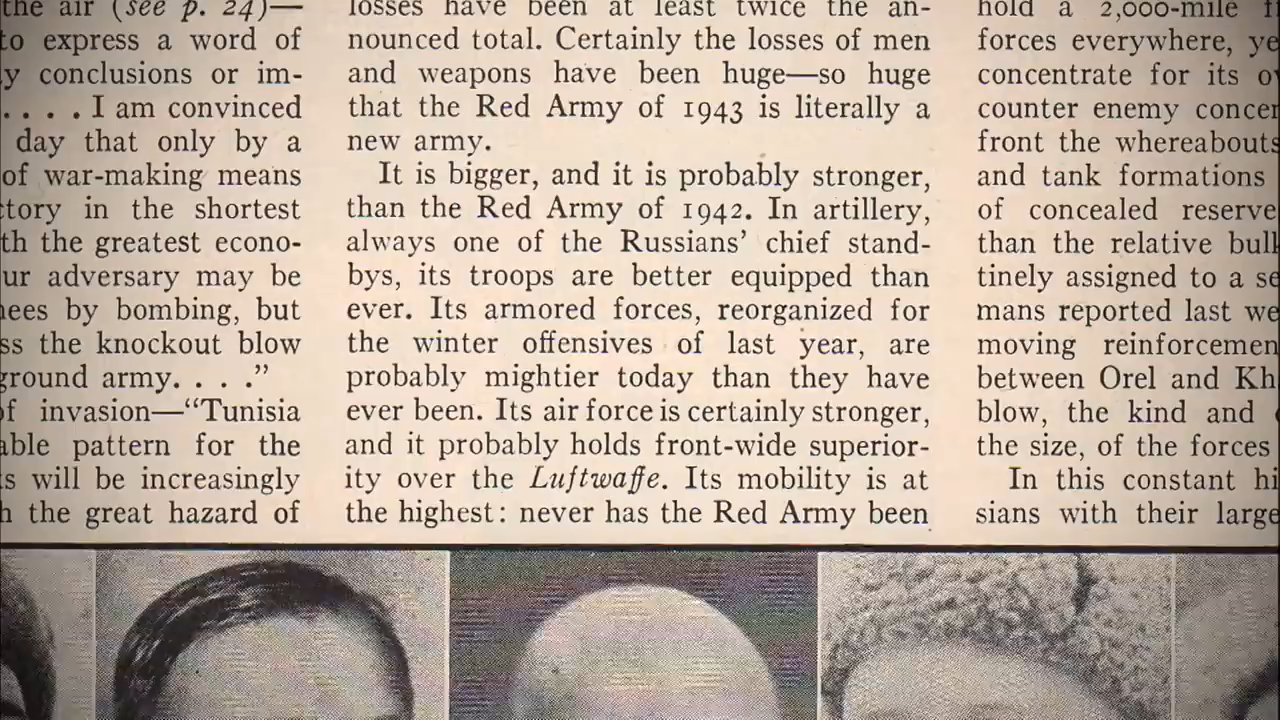 the air (see p. 24)—
to express a word of
y conclusions or im-
. . . . I am convinced
day that only by a
of war-making means
tory in the shortest
th the greatest econo-
ur adversary may be
ees by bombing, but
ss the knockout blow
ground army. . . ."
of invasion—"Tunisia
able pattern for the
s will be increasingly
h the great hazard of
losses have been at least twice the an-
nounced total. Certainly the losses of men
and weapons have been huge—so huge
that the Red Army of 1943 is literally a
new army.
It is bigger, and it is probably stronger,
than the Red Army of 1942. In artillery,
always one of the Russians' chief stand-
bys, its troops are better equipped than
ever. Its armored forces, reorganized for
the winter offensives of last year, are
probably mightier today than they have
ever been. Its air force is certainly stronger,
and it probably holds front-wide superior-
ity over the Luftwaffe. Its mobility is at
the highest: never has the Red Army been
hold a 2,000-mile f
forces everywhere, ye
concentrate for its o
counter enemy concen
front the whereabouts
and tank formations
of concealed reserve
than the relative bulk
tinely assigned to a se
mans reported last we
moving reinforcemen
between Orel and Kh
blow, the kind and
the size, of the forces
In this constant hi
sians with their large